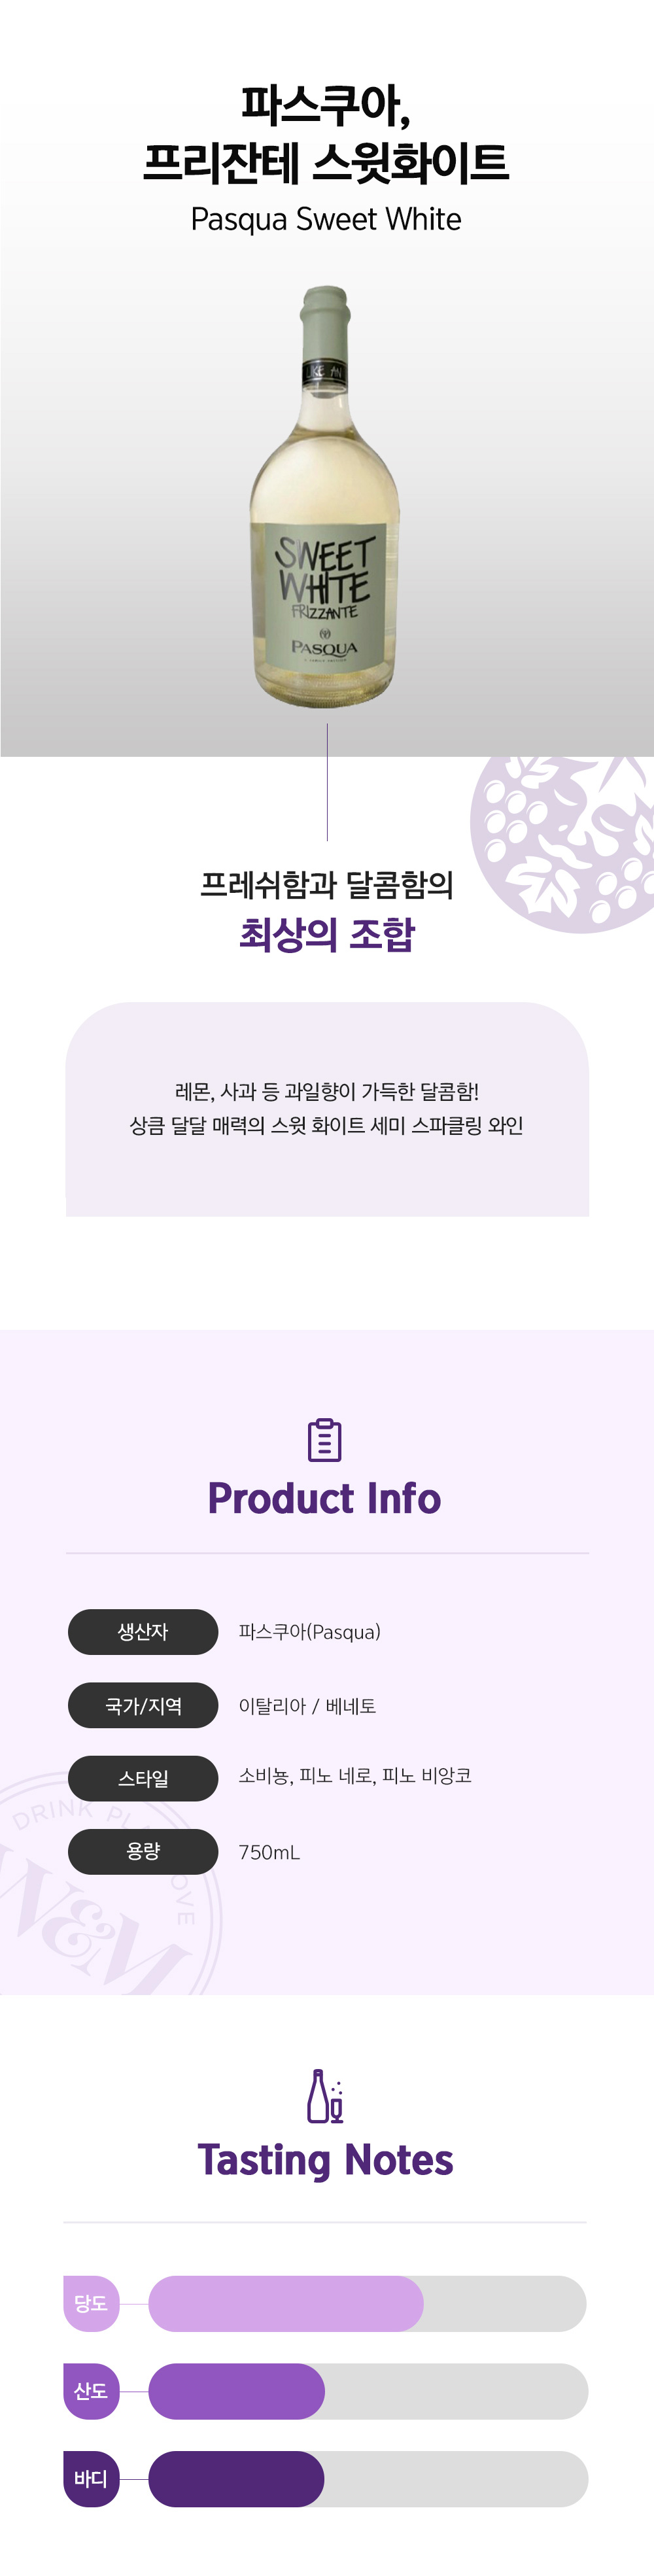 파스쿠아,
프리잔테 스윗화이트
Pasqua Sweet White
LIKE AN
SWEET
WHITE
FRIZZANTE
PASQUA
프레쉬함과 달콤함의
최상의 조합
레몬, 사과 등 과일향이 가득한 달콤함!
상큼 달달 매력의 스윗 화이트 세미 스파클링 와인
Product Info
생산자 파스쿠아(Pasqua)
국가/지역 이탈리아 / 베네토
스타일 소비뇽, 피노 네로, 피노 비앙코
용량 750mL
DRINK
W&M
Tasting Notes
당도
산도
바디